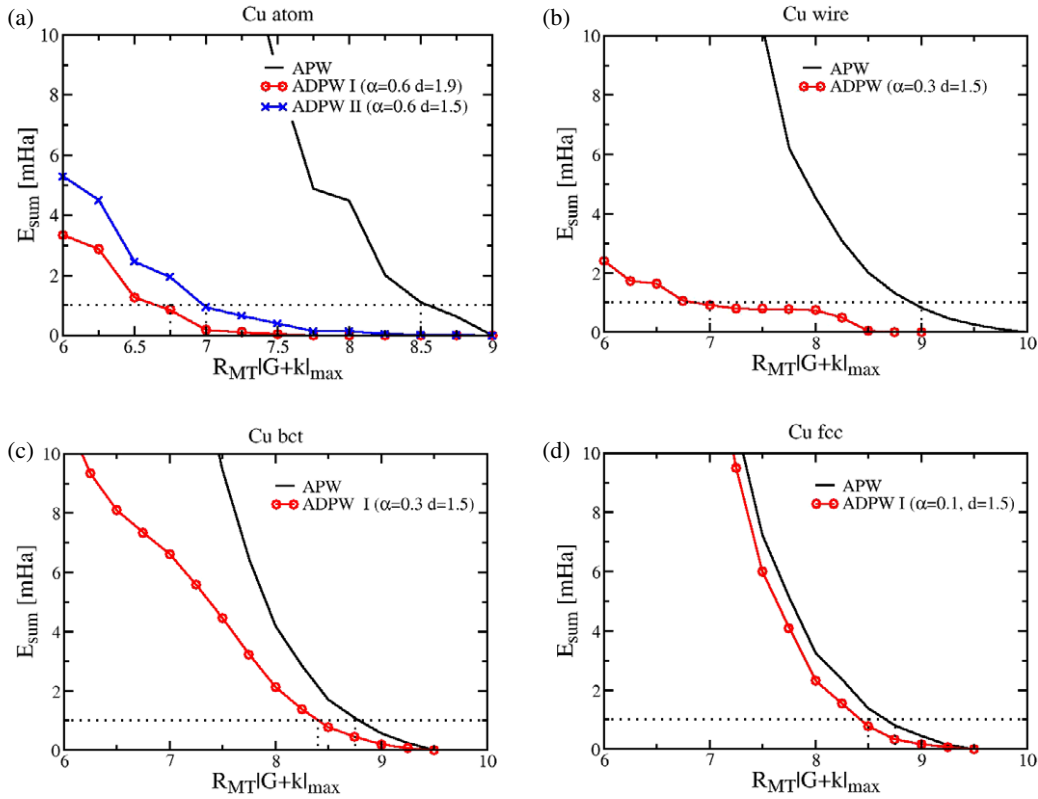 (a)
Cu atom
APW
ADPW I (α=0.6 d=1.9)
ADPW II (α=0.6 d=1.5)
E_sum [mHa]
10
8
6
4
2
0
6 6.5 7 7.5 8 8.5 9
R_MT|G+k|_max
(b)
Cu wire
APW
ADPW (α=0.3 d=1.5)
E_sum [mHa]
10
8
6
4
2
0
6 7 8 9 10
R_MT|G+k|_max
(c)
Cu bct
APW
ADPW I (α=0.3 d=1.5)
E_sum [mHa]
10
8
6
4
2
0
6 7 8 9 10
R_MT|G+k|_max
(d)
Cu fcc
APW
ADPW I (α=0.1, d=1.5)
E_sum [mHa]
10
8
6
4
2
0
6 7 8 9 10
R_MT|G+k|_max